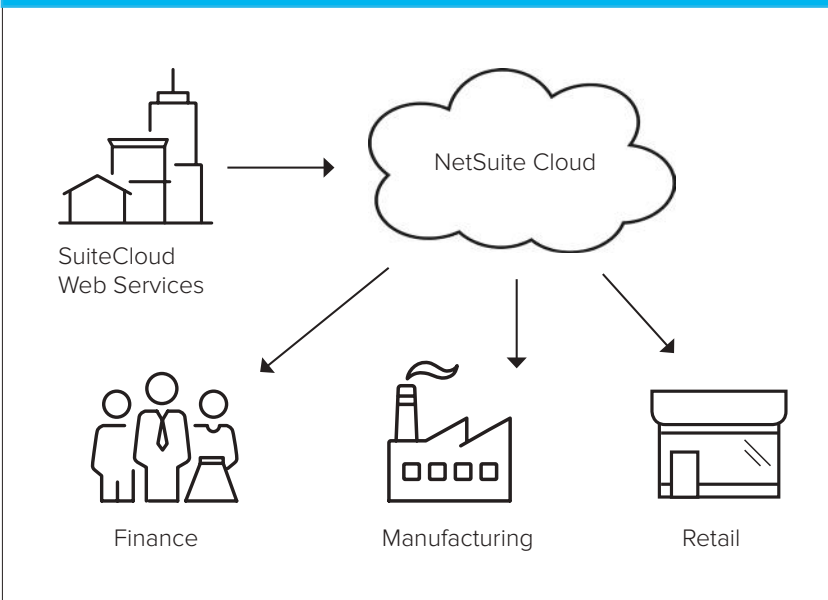 NetSuite Cloud
SuiteCloud
Web Services
Finance
Manufacturing
Retail